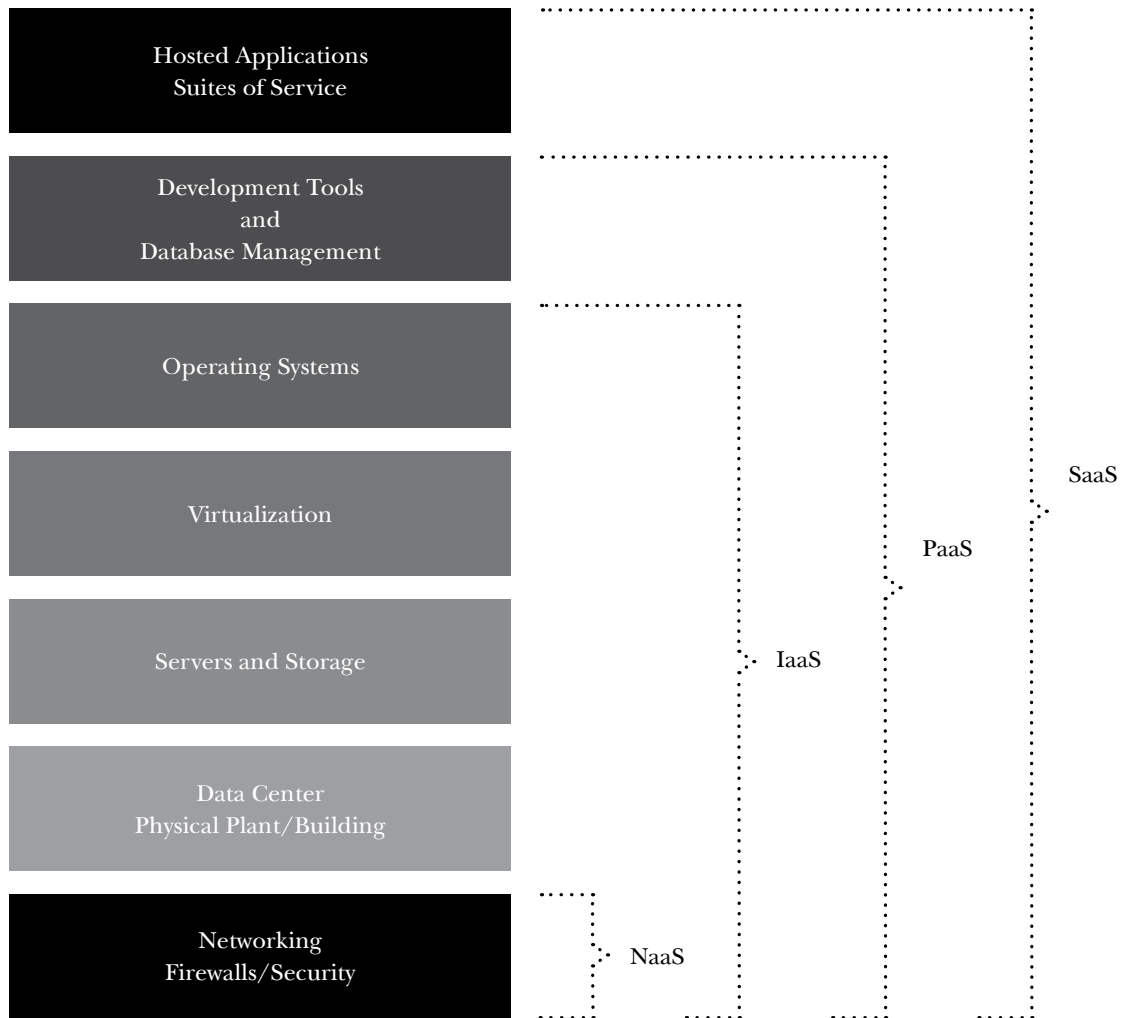 Hosted Applications
Suites of Service
Development Tools
and
Database Management
Operating Systems
Virtualization
Servers and Storage
Data Center
Physical Plant/Building
Networking
Firewalls/Security
SaaS
PaaS
IaaS
NaaS